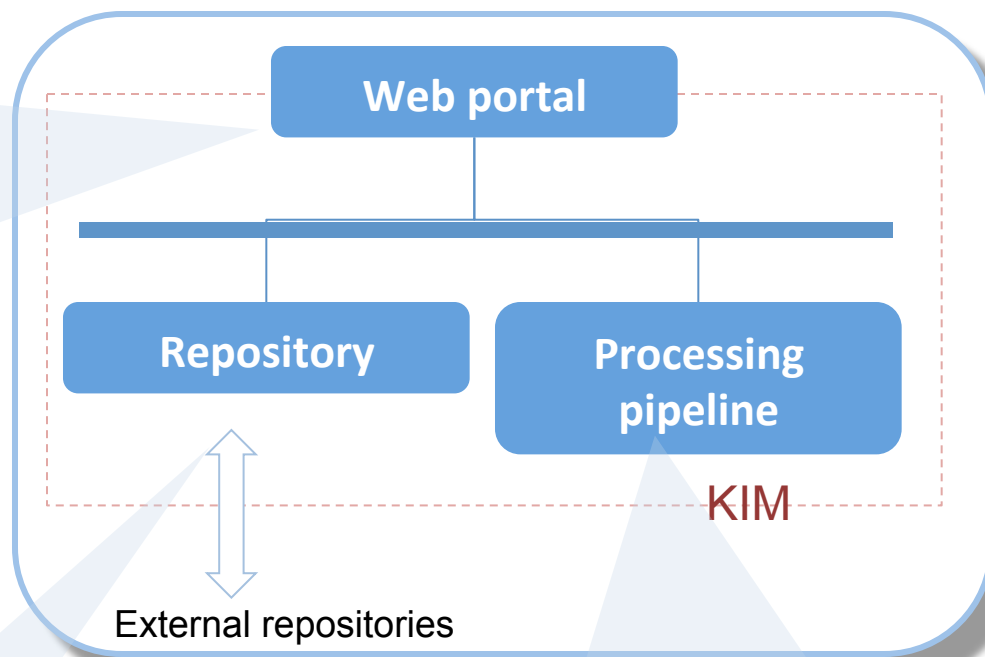 Web portal
Repository
Processing
pipeline
KIM
External repositories